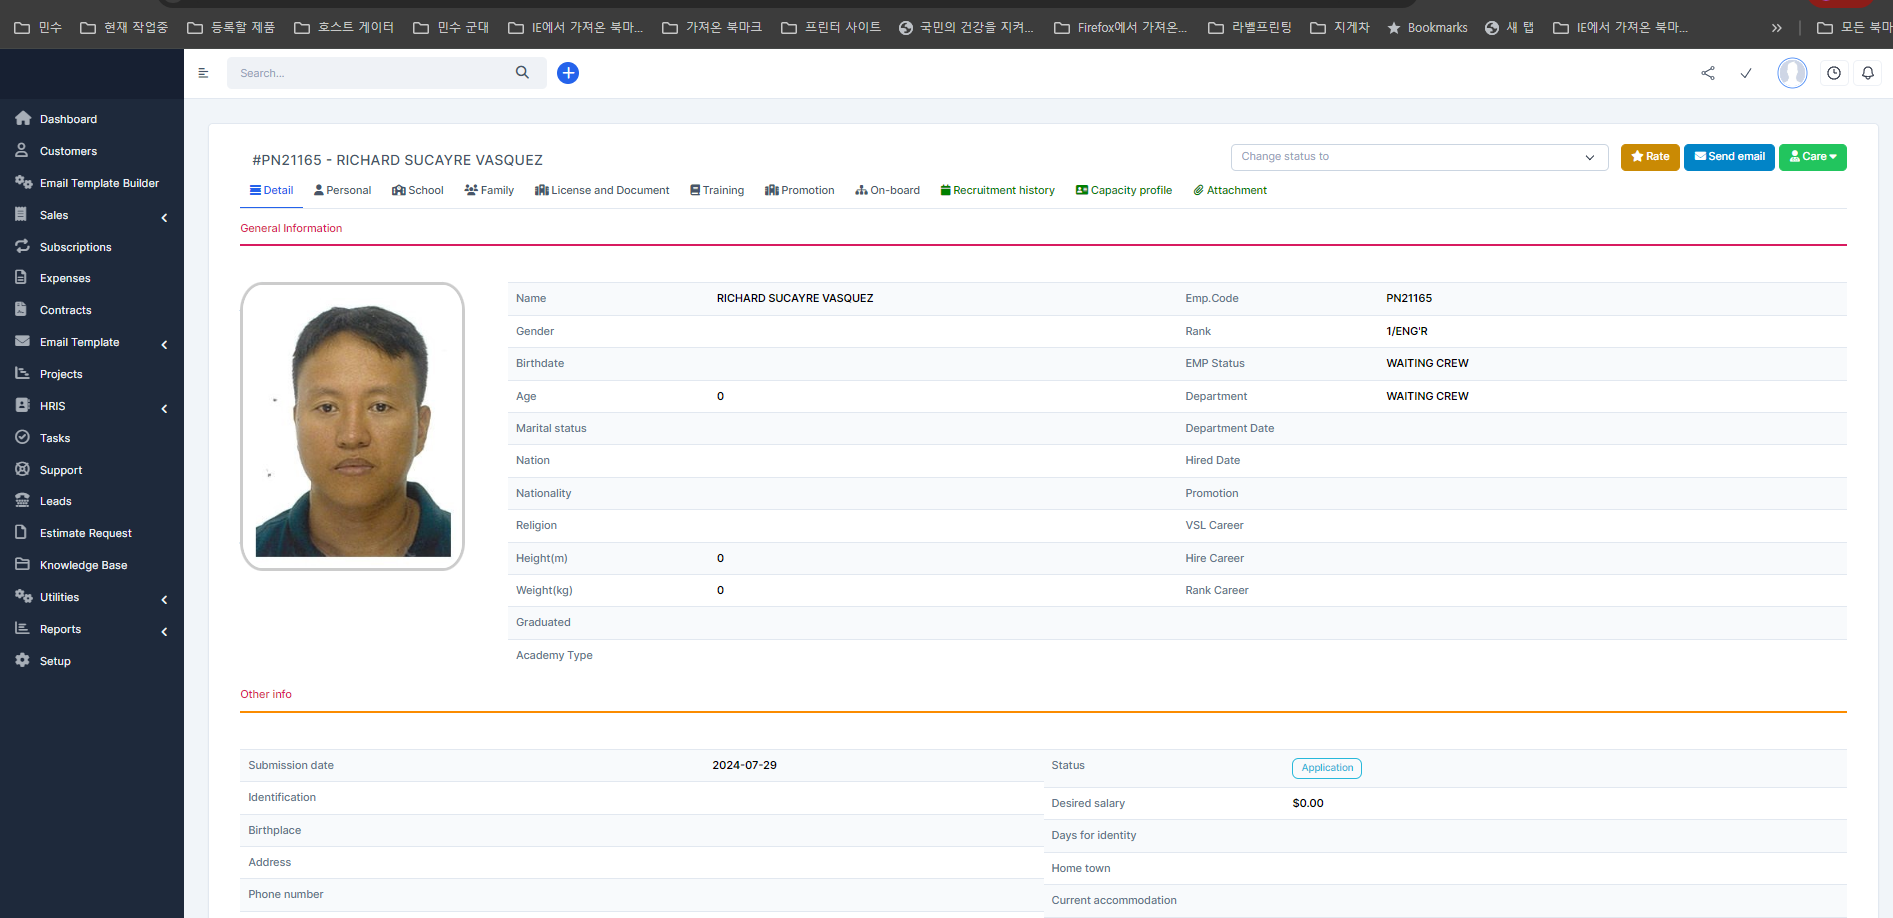 민수 현재 작업중 등록할 제품 호스트 게이터 민수 군대 IE에서 가져온 북마... 가져온 북마크 프린터 사이트 국민의 건강을 지켜... Firefox에서 가져온... 라벨프린팅 지게차 Bookmarks 새 탭 IE에서 가져온 북마... » 모든 북마
Search...
Dashboard
Customers
Email Template Builder
Sales
Subscriptions
Expenses
Contracts
Email Template
Projects
HRIS
Tasks
Support
Leads
Estimate Request
Knowledge Base
Utilities
Reports
Setup
#PN21165 - RICHARD SUCAYRE VASQUEZ
Change status to
Rate Send email Care
Detail Personal School Family License and Document Training Promotion On-board Recruitment history Capacity profile Attachment
General Information
Name RICHARD SUCAYRE VASQUEZ Emp.Code PN21165
Gender Rank 1/ENG'R
Birthdate EMP Status WAITING CREW
Age 0 Department WAITING CREW
Marital status Department Date
Nation Hired Date
Nationality Promotion
Religion VSL Career
Height(m) 0 Hire Career
Weight(kg) 0 Rank Career
Graduated
Academy Type
Other info
Submission date 2024-07-29 Status Application
Identification Desired salary $0.00
Birthplace Days for identity
Address Home town
Phone number Current accommodation